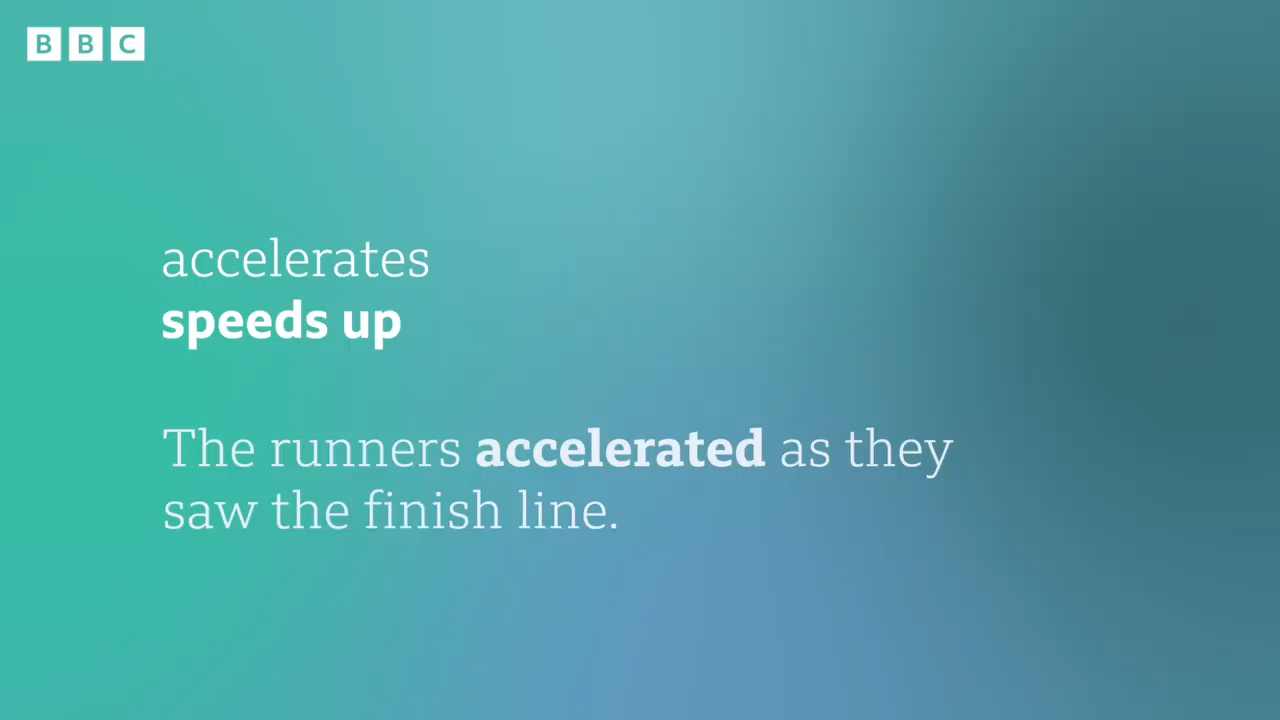 BBC
accelerates
speeds up
The runners accelerated as they
saw the finish line.